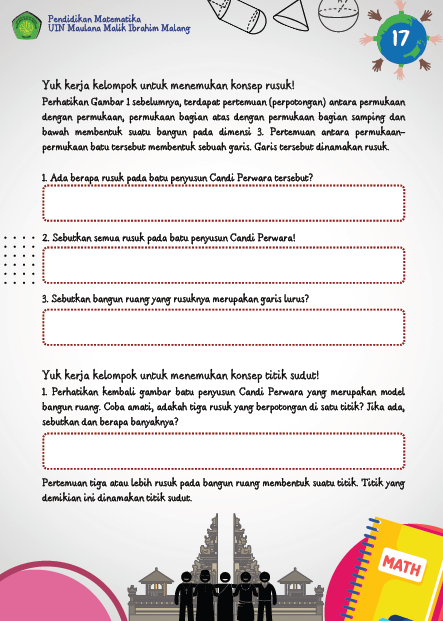 Pendidikan Matematika
UIN Maulana Malik Ibrahim Malang
17
Yuk kerja kelompok untuk menemukan konsep rusuk!
Perhatikan Gambar 1 sebelumnya, terdapat pertemuan (perpotongan) antara permukaan
dengan permukaan, permukaan bagian atas dengan permukaan bagian samping dan
bawah membentuk suatu bangun pada dimensi 3. Pertemuan antara permukaan-
permukaan batu tersebut membentuk sebuah garis. Garis tersebut dinamakan rusuk.
1. Ada berapa rusuk pada batu penyusun Candi Perwara tersebut?
2. Sebutkan semua rusuk pada batu penyusun Candi Perwara!
3. Sebutkan bangun ruang yang rusuknya merupakan garis lurus?
Yuk kerja kelompok untuk menemukan konsep titik sudut!
1. Perhatikan kembali gambar batu penyusun Candi Perwara yang merupakan model
bangun ruang. Coba amati, adakah tiga rusuk yang berpotongan di satu titik? Jika ada,
sebutkan dan berapa banyaknya?
Pertemuan tiga atau lebih rusuk pada bangun ruang membentuk suatu titik. Titik yang
demikian ini dinamakan titik sudut.
MATH